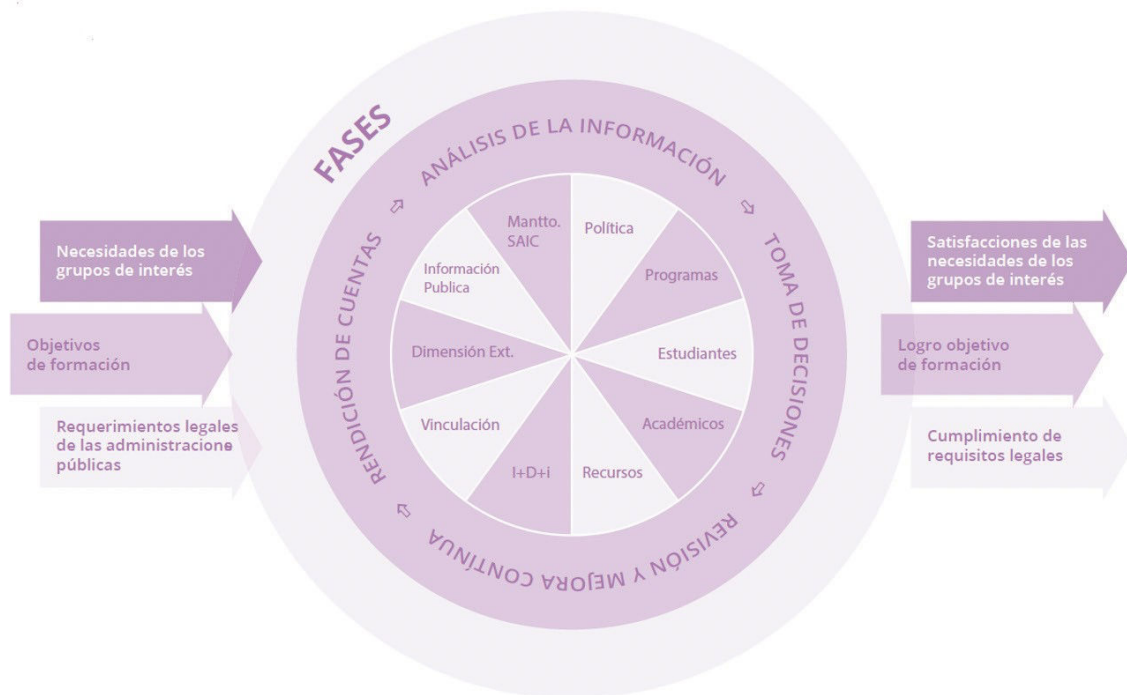 FASES
ANÁLISIS DE LA INFORMACIÓN
TOMA DE DECISIONES
REVISIÓN Y MEJORA CONTÍNUA
RENDICIÓN DE CUENTAS
Necesidades de los
grupos de interés
Objetivos
de formación
Requerimientos legales
de las administracione
públicas
Mantto.
SAIC
Política
Programas
Estudiantes
Académicos
Recursos
I+D+i
Vinculación
Dimensión Ext.
Información
Publica
Satisfacciones de las
necesidades de los
grupos de interés
Logro objetivo
de formación
Cumplimiento de
requisitos legales